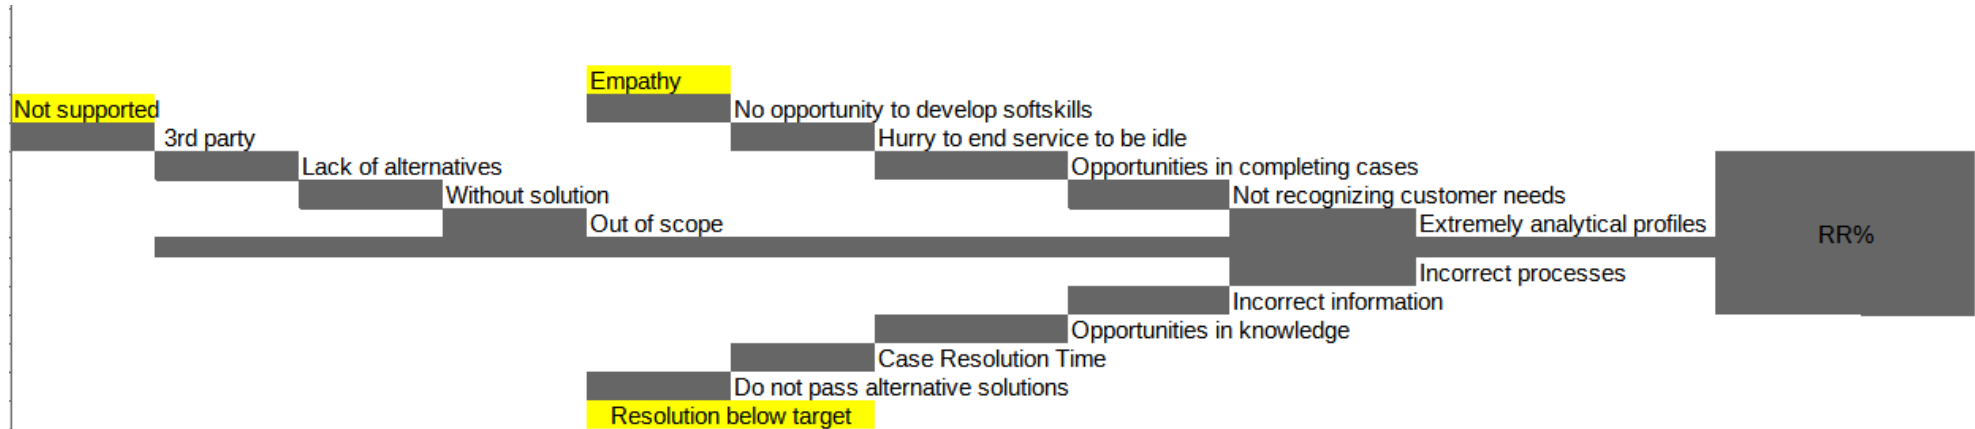 Empathy
Not supported
No opportunity to develop softskills
3rd party
Hurry to end service to be idle
Lack of alternatives
Opportunities in completing cases
Without solution
Not recognizing customer needs
Out of scope
Extremely analytical profiles
RR%
Incorrect processes
Incorrect information
Opportunities in knowledge
Case Resolution Time
Do not pass alternative solutions
Resolution below target